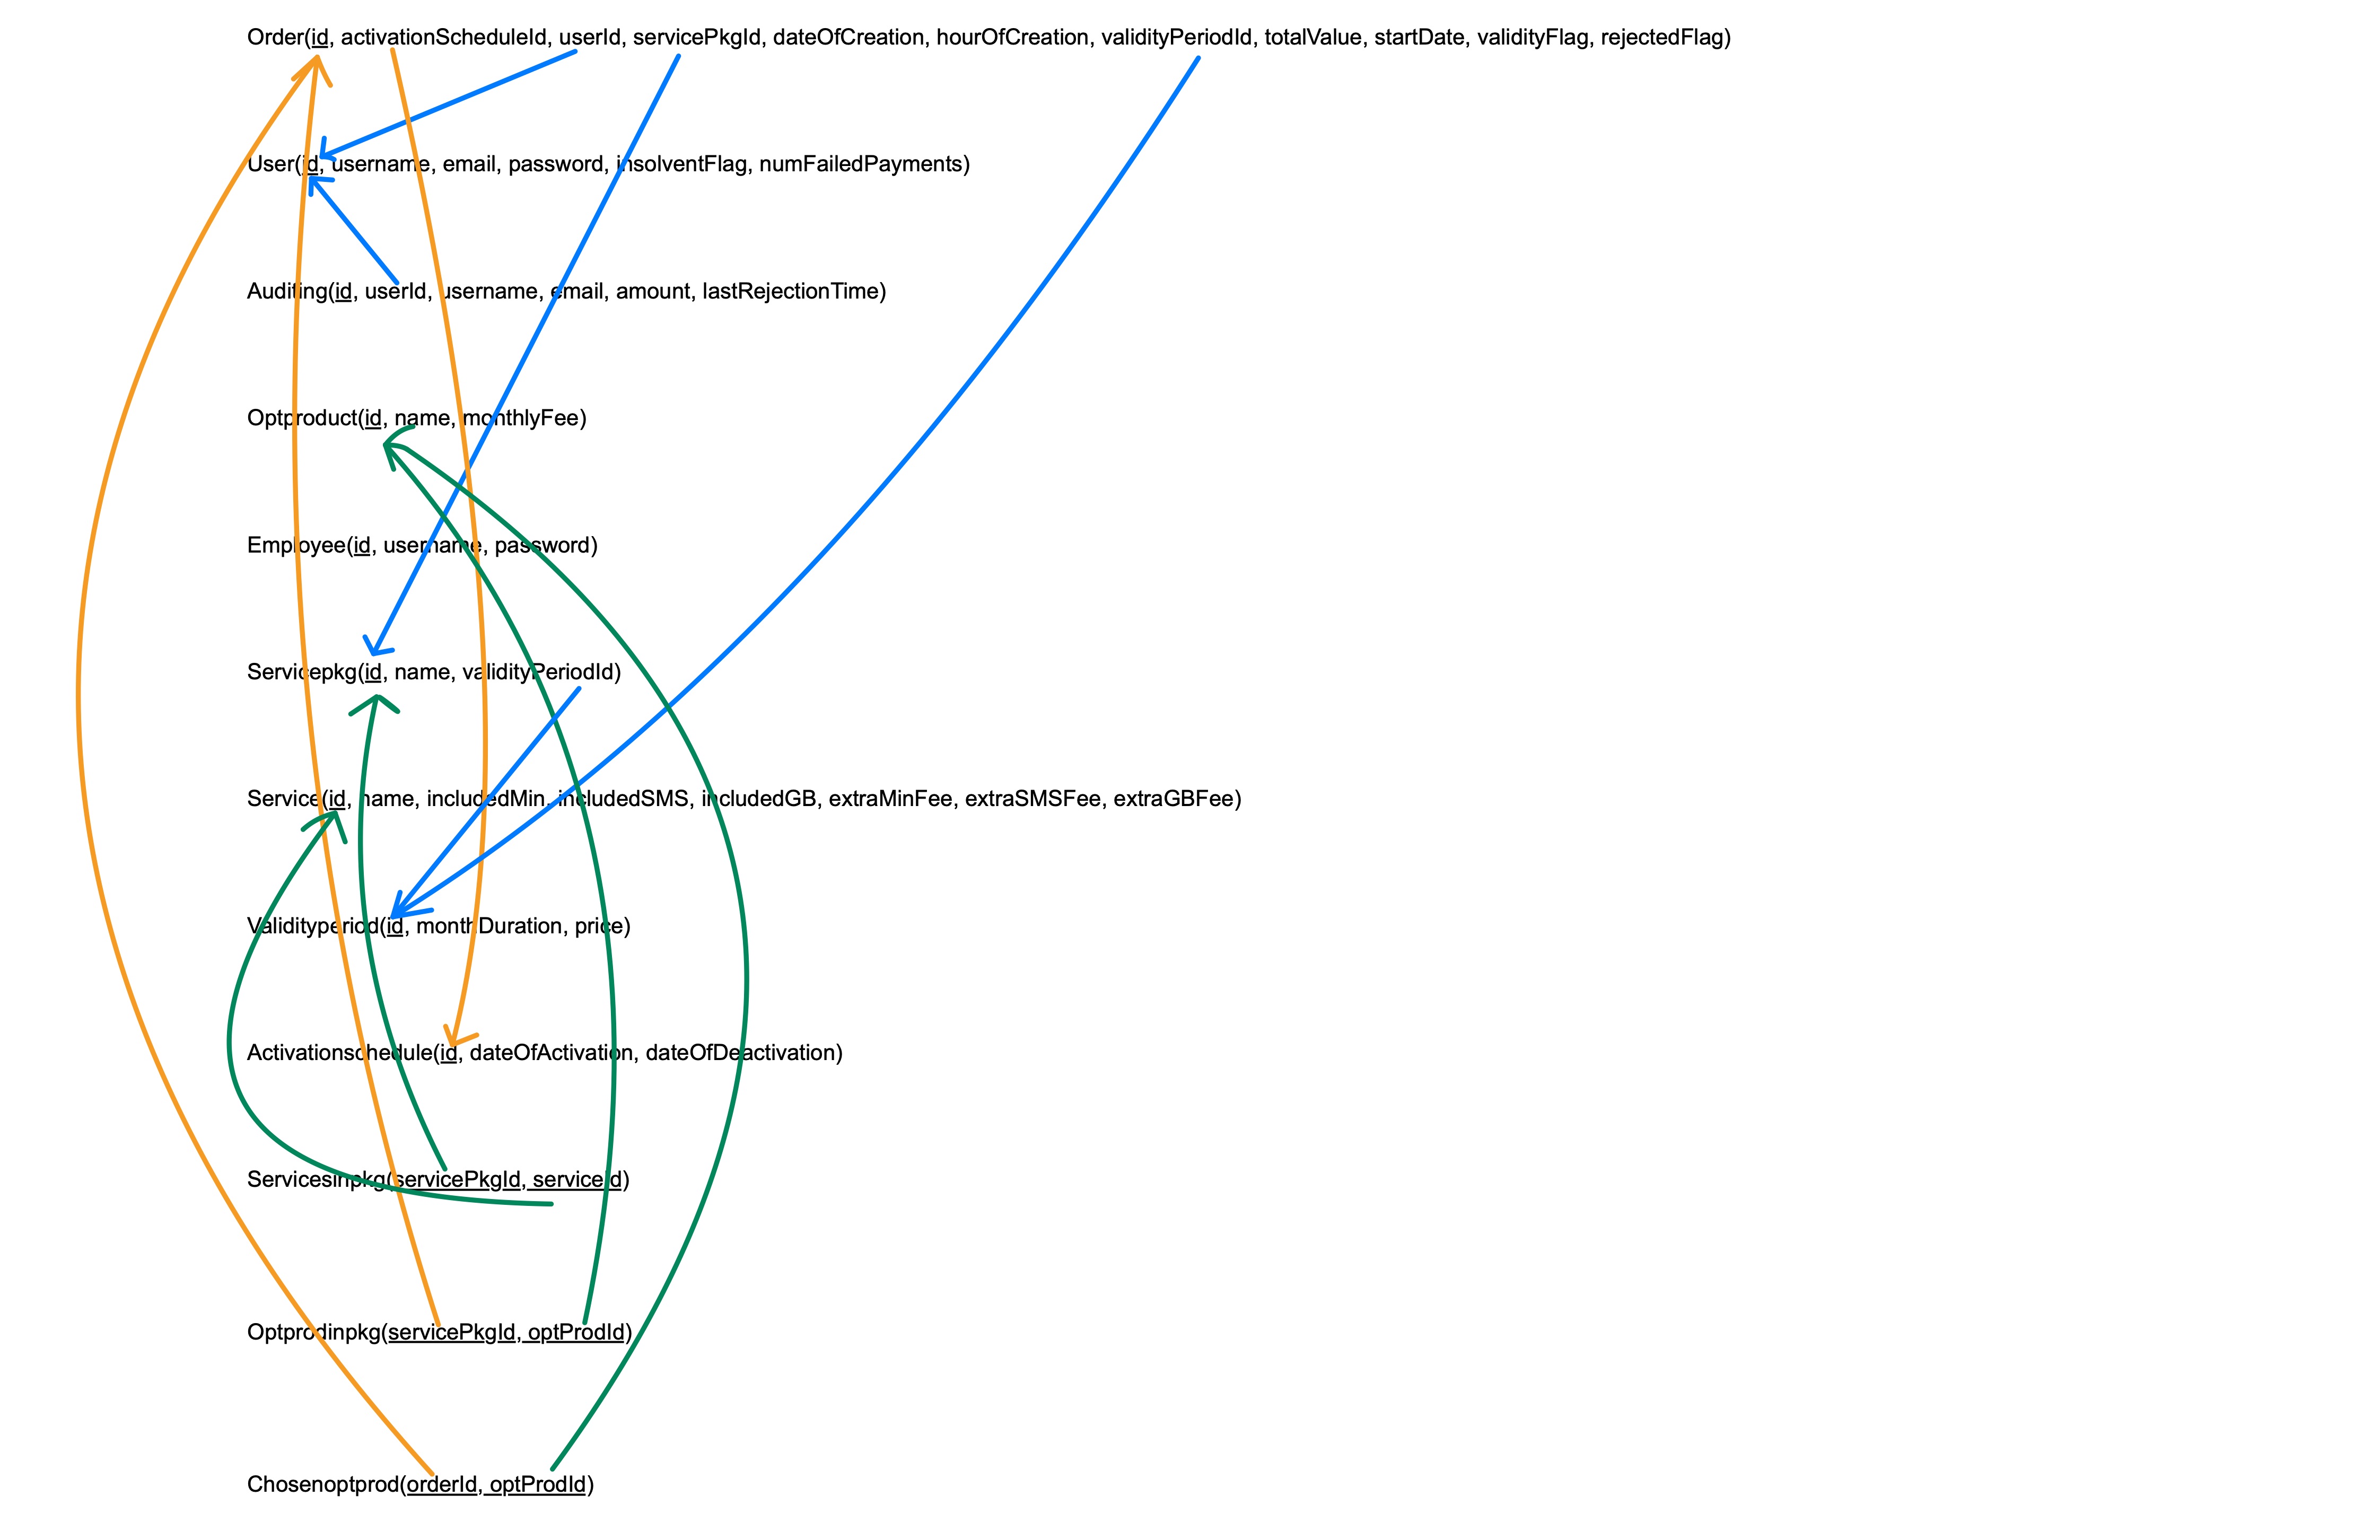 Order(id, activationScheduleId, userId, servicePkgId, dateOfCreation, hourOfCreation, validityPeriodId, totalValue, startDate, validityFlag, rejectedFlag)
User(id, username, email, password, insolventFlag, numFailedPayments)
Auditing(id, userId, username, email, amount, lastRejectionTime)
Optproduct(id, name, monthlyFee)
Employee(id, username, password)
Servicepkg(id, name, validityPeriodId)
Service(id, name, includedMin, includedSMS, includedGB, extraMinFee, extraSMSFee, extraGBFee)
Validityperiod(id, monthDuration, price)
Activationschedule(id, dateOfActivation, dateOfDeactivation)
Servicesinpkg(servicePkgId, serviceId)
Optprodinpkg(servicePkgId, optProdId)
Chosenoptprod(orderId, optProdId)